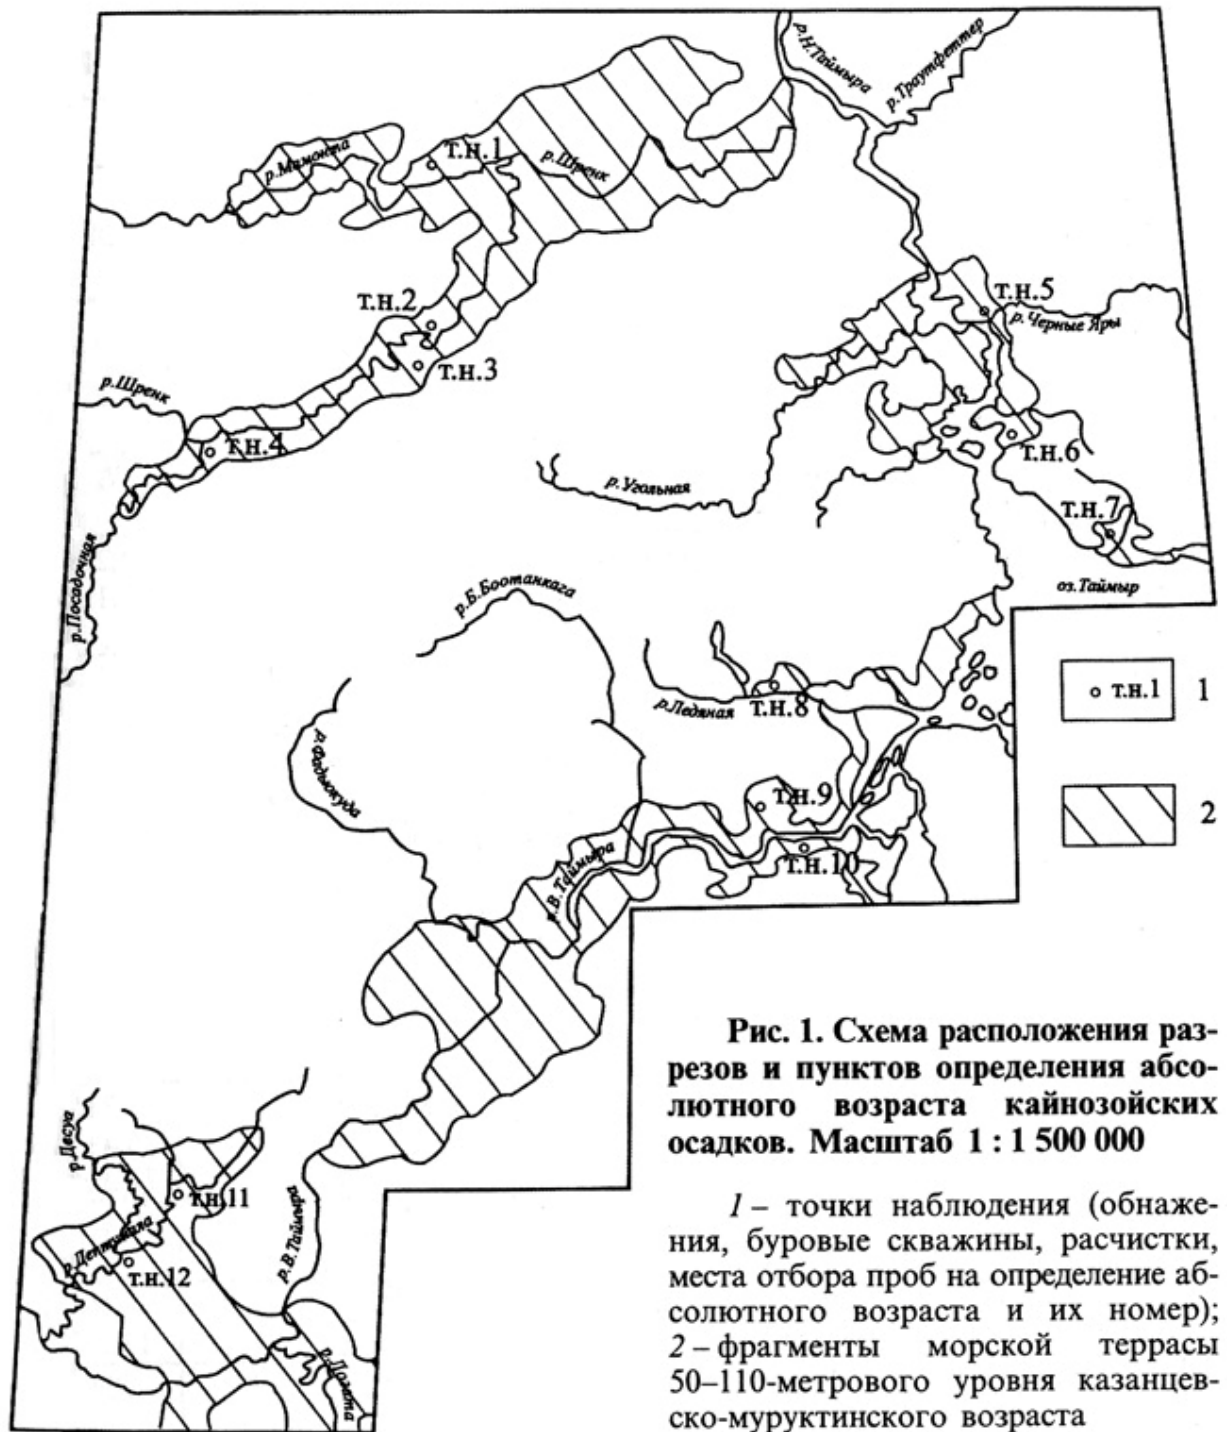 р.Н.Таймыра
р.Траутфеттер
р.Мамонта
т.н.1
р.Шренк
т.н.2
т.н.5
р.Черные Яры
т.н.3
р.Шренк
т.н.4
т.н.6
р.Угольная
т.н.7
р.Посадочная
р.Б.Боотанкага
оз.Таймыр
т.н.1 1
р.Ледяная
т.н.8
р.Фадьюкуда
т.н.9
2
т.н.10
р.В.Таймыра
Рис. 1. Схема расположения раз-
резов и пунктов определения абсо-
лютного возраста кайнозойских
осадков. Масштаб 1 : 1 500 000
1 – точки наблюдения (обнаже-
ния, буровые скважины, расчистки,
места отбора проб на определение аб-
солютного возраста и их номер);
2 – фрагменты морской террасы
50–110-метрового уровня казанцев-
ско-муруктинского возраста
р.Десуа
т.н.11
р.В.Таймыра
т.н.12
р.Логата